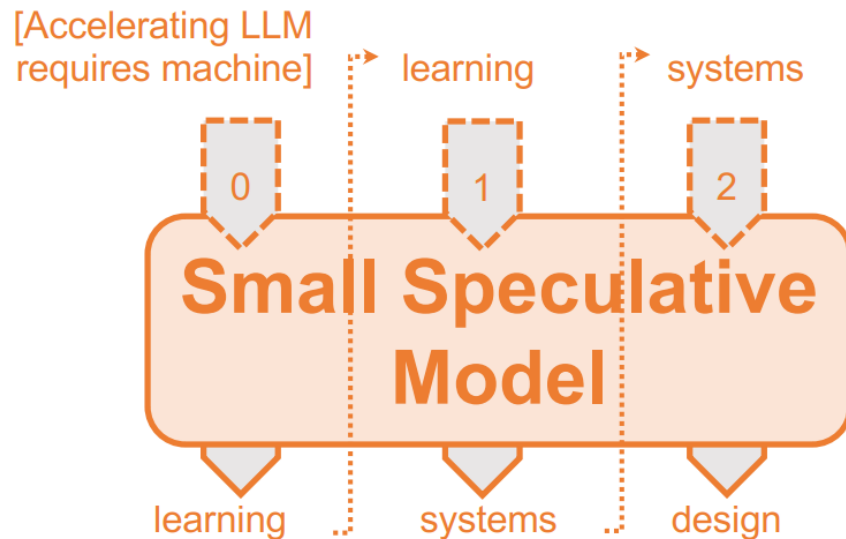 [Accelerating LLM
requires machine]
learning
systems
0
1
2
Small Speculative
Model
learning
systems
design